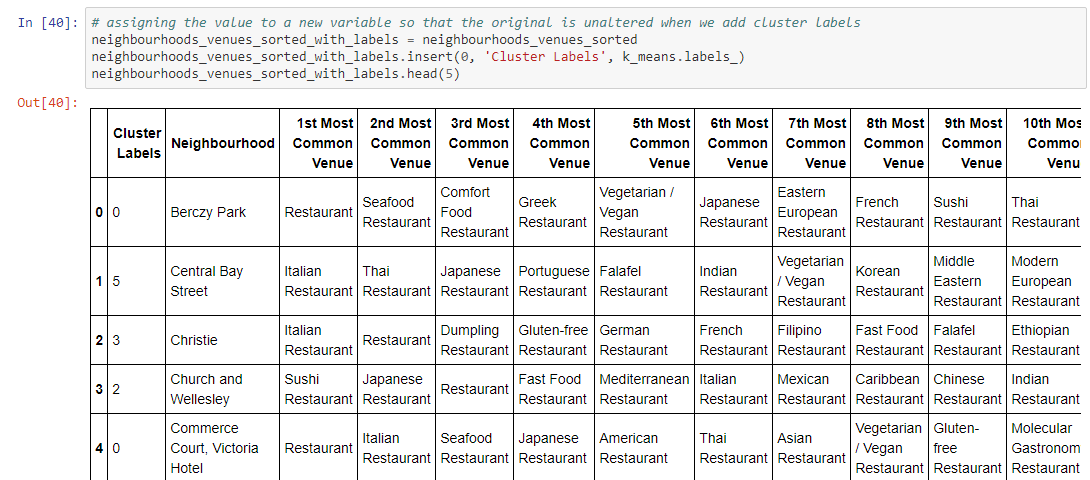 In [40]: # assigning the value to a new variable so that the original is unaltered when we add cluster labels
neighbourhoods_venues_sorted_with_labels = neighbourhoods_venues_sorted
neighbourhoods_venues_sorted_with_labels.insert(0, 'Cluster Labels', k_means.labels_)
neighbourhoods_venues_sorted_with_labels.head(5)
Out[40]:
Cluster Labels Neighbourhood 1st Most Common Venue 2nd Most Common Venue 3rd Most Common Venue 4th Most Common Venue 5th Most Common Venue 6th Most Common Venue 7th Most Common Venue 8th Most Common Venue 9th Most Common Venue 10th Mos Commo Venu
0 0 Berczy Park Restaurant Seafood Restaurant Comfort Food Restaurant Greek Restaurant Vegetarian / Vegan Restaurant Japanese Restaurant Eastern European Restaurant French Restaurant Sushi Restaurant Thai Restaurant
1 5 Central Bay Street Italian Restaurant Thai Restaurant Japanese Restaurant Portuguese Restaurant Falafel Restaurant Indian Restaurant Vegetarian / Vegan Restaurant Korean Restaurant Middle Eastern Restaurant Modern European Restaurant
2 3 Christie Italian Restaurant Restaurant Dumpling Restaurant Gluten-free Restaurant German Restaurant French Restaurant Filipino Restaurant Fast Food Restaurant Falafel Restaurant Ethiopian Restaurant
3 2 Church and Wellesley Sushi Restaurant Japanese Restaurant Restaurant Fast Food Restaurant Mediterranean Restaurant Italian Restaurant Mexican Restaurant Caribbean Restaurant Chinese Restaurant Indian Restaurant
4 0 Commerce Court, Victoria Hotel Restaurant Italian Restaurant Seafood Restaurant Japanese Restaurant American Restaurant Thai Restaurant Asian Restaurant Vegetarian / Vegan Restaurant Gluten-free Restaurant Molecular Gastronom Restaurant